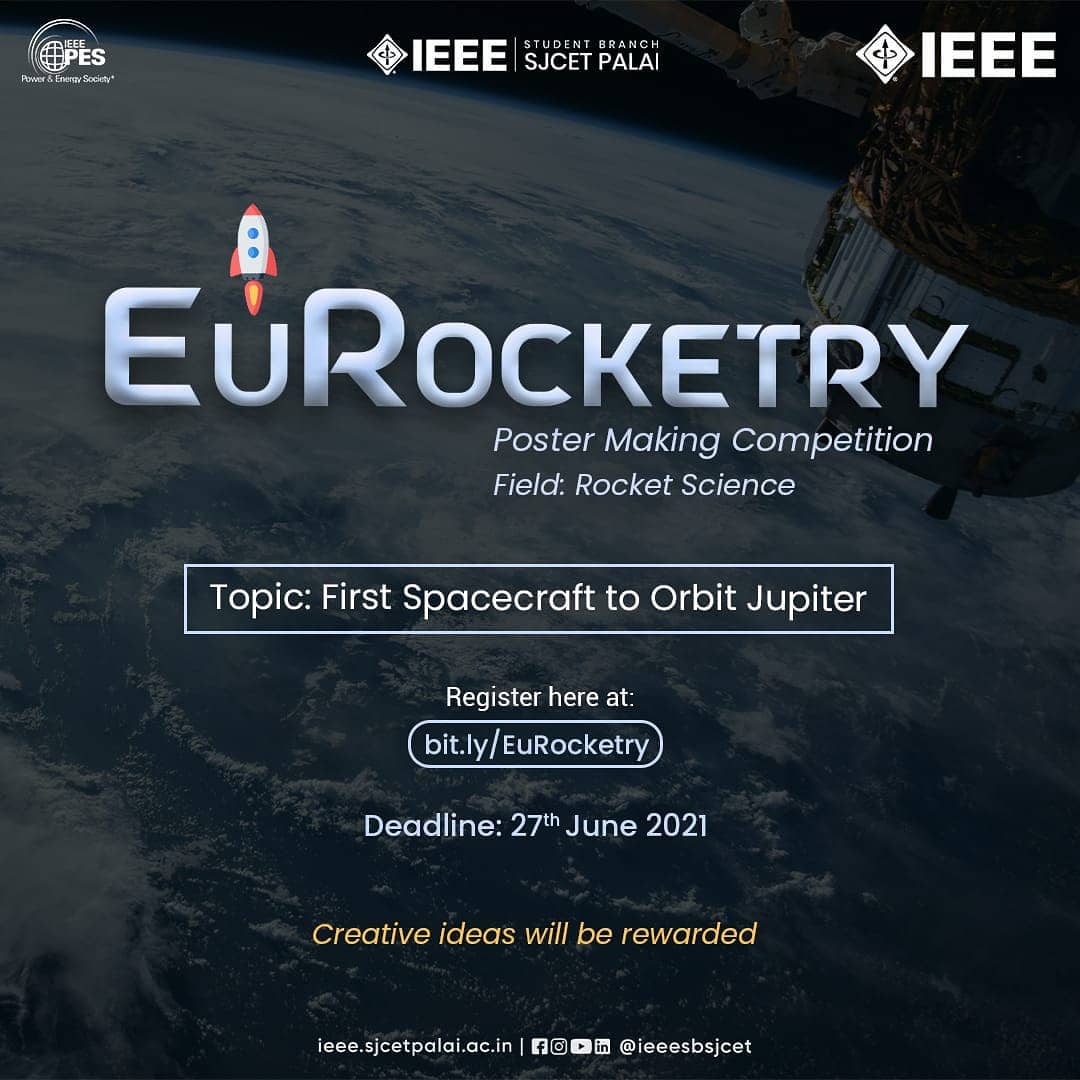 IEEE
PES
Power & Energy Society®
IEEE | STUDENT BRANCH
SJCET PALAI
IEEE
EuRocketry
Poster Making Competition
Field: Rocket Science
Topic: First Spacecraft to Orbit Jupiter
Register here at:
bit.ly/EuRocketry
Deadline: 27th June 2021
Creative ideas will be rewarded
ieee.sjcetpalai.ac.in | @ieeesbsjcet